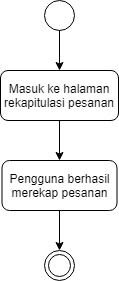 Masuk ke halaman
rekapitulasi pesanan
Pengguna berhasil
merekap pesanan